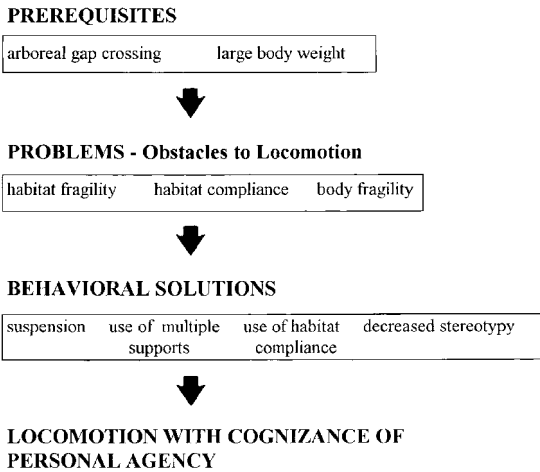 PREREQUISITES
arboreal gap crossing large body weight
PROBLEMS - Obstacles to Locomotion
habitat fragility habitat compliance body fragility
BEHAVIORAL SOLUTIONS
suspension use of multiple use of habitat decreased stereotypy
supports compliance
LOCOMOTION WITH COGNIZANCE OF
PERSONAL AGENCY